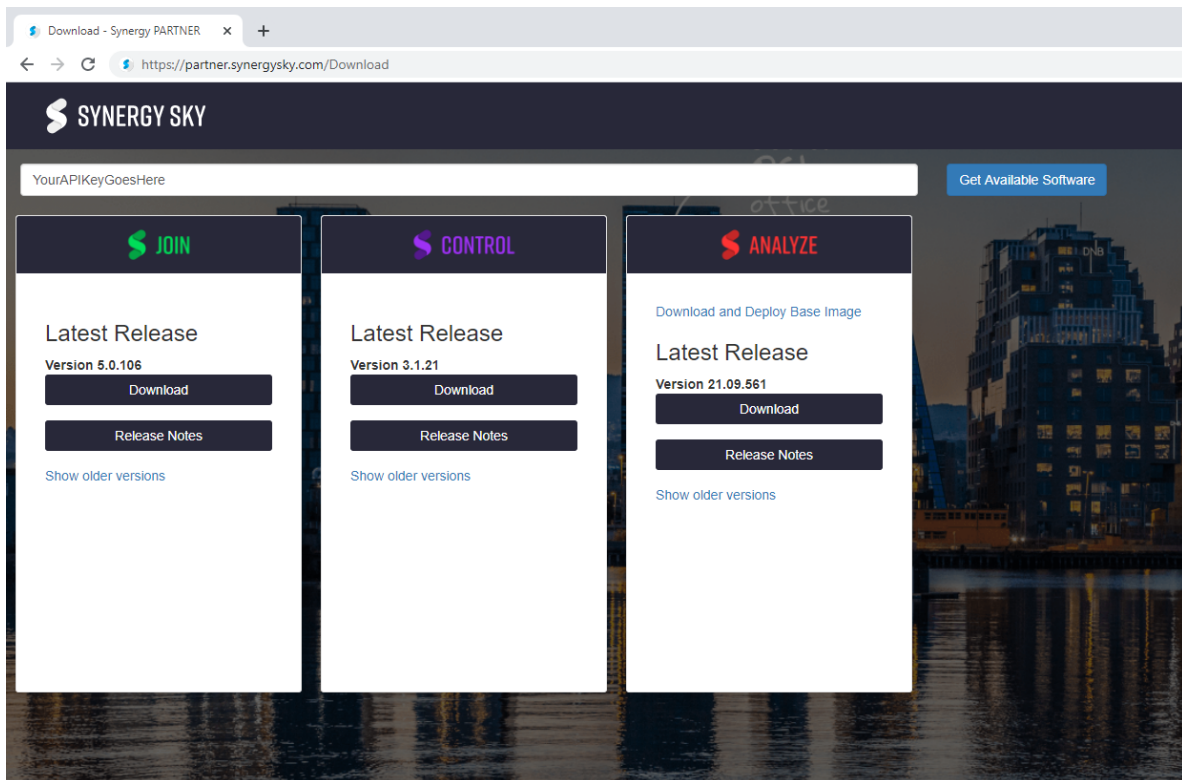 Download - Synergy PARTNER
https://partner.synergysky.com/Download
SYNERGY SKY
YourAPIKeyGoesHere
Get Available Software
office
DNB
JOIN
Latest Release
Version 5.0.106
Download
Release Notes
Show older versions
CONTROL
Latest Release
Version 3.1.21
Download
Release Notes
Show older versions
ANALYZE
Download and Deploy Base Image
Latest Release
Version 21.09.561
Download
Release Notes
Show older versions